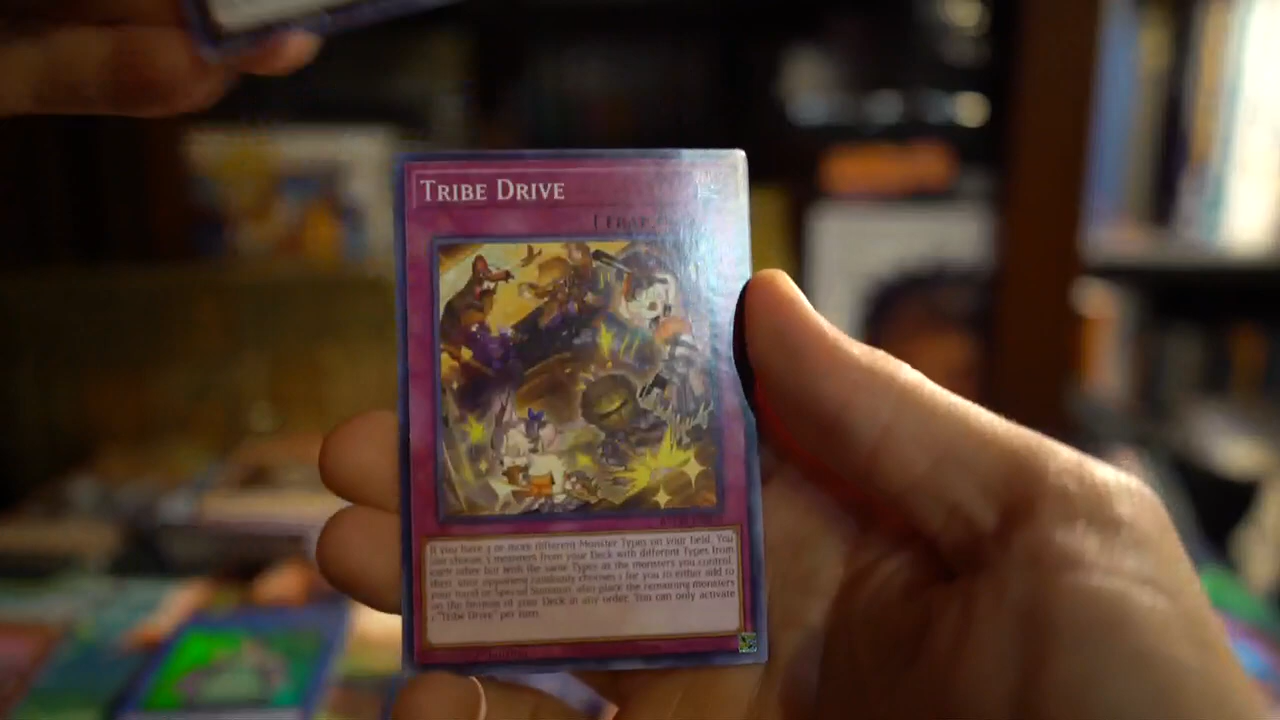 TRIBE DRIVE
If you have 3 or more different Monster Types on your field: You
can choose 3 monsters from your Deck with different Types from
each other but with the same Types as the monsters you control,
then your opponent randomly chooses 1 for you to either add to
your hand or Special Summon, also place the remaining monsters
on the bottom of your Deck in any order. You can only activate
1 "Tribe Drive" per turn.